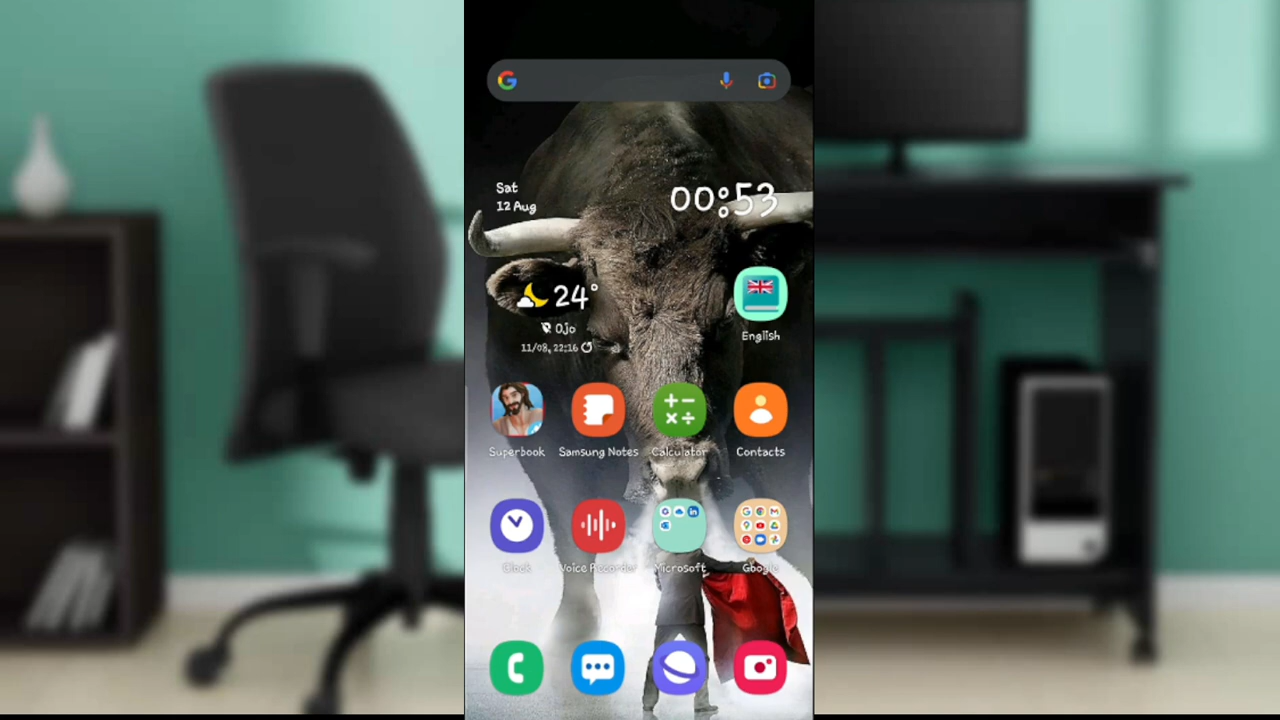 Sat
12 Aug
00:53
24°
Ojo
11/08, 22:16
English
Superbook
Samsung Notes
Calculator
Contacts
Clock
Voice Recorder
Microsoft
Google